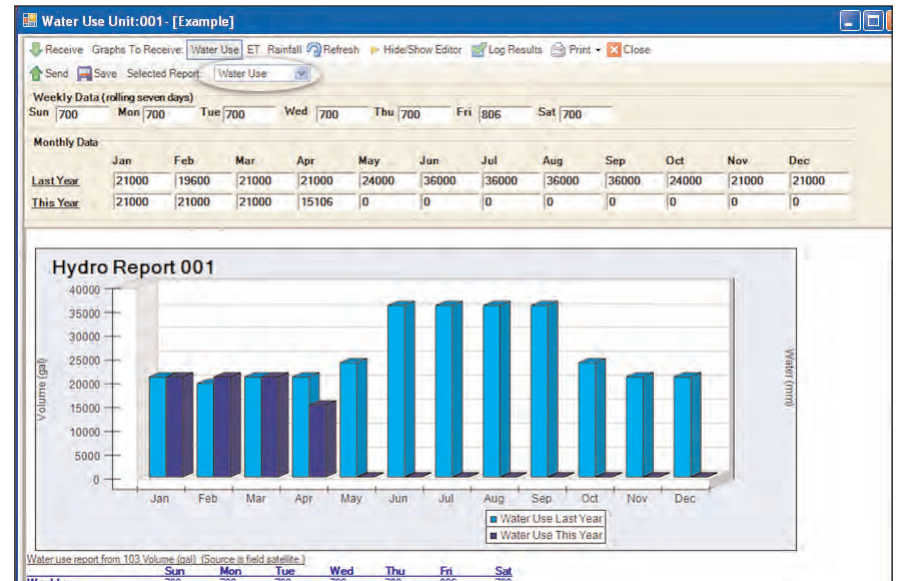 Water Use Unit:001- [Example]
Receive Graphs To Receive: Water Use ET Rainfall Refresh Hide/Show Editor Log Results Print Close
Send Save Selected Report: Water Use
Weekly Data (rolling seven days)
Sun 700 Mon 700 Tue 700 Wed 700 Thu 700 Fri 806 Sat 700
Monthly Data
Jan Feb Mar Apr May Jun Jul Aug Sep Oct Nov Dec
Last Year 21000 19600 21000 21000 24000 36000 36000 36000 36000 24000 21000 21000
This Year 21000 21000 21000 15106 0 0 0 0 0 0 0 0
Hydro Report 001
40000
35000
30000
25000
20000
15000
10000
5000
0
Volume (gal)
Water (mm)
Jan Feb Mar Apr May Jun Jul Aug Sep Oct Nov Dec
Water Use Last Year
Water Use This Year
Water use report from 103 Volume (gal) (Source is field satellite.)
Sun Mon Tue Wed Thu Fri Sat